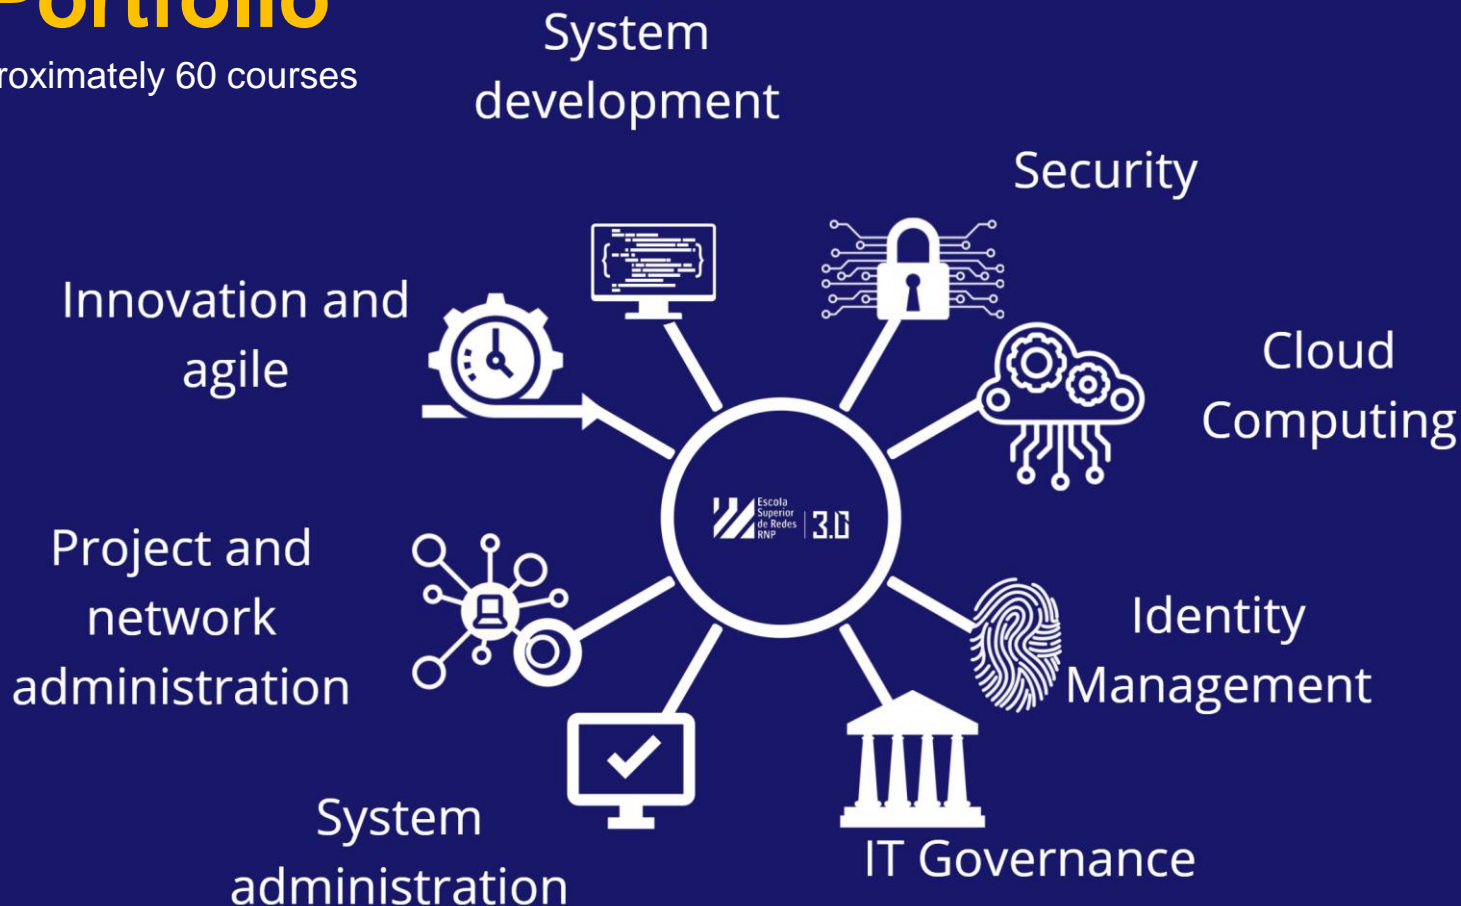 Portfolio
roximately 60 courses
System
development
Security
Innovation and
agile
Cloud
Computing
Escola
Superior
de Redes
RNP
3.0
Project and
network
administration
Identity
Management
System
administration
IT Governance